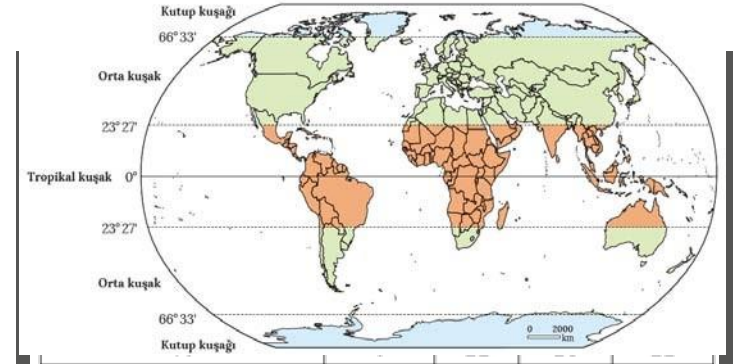 Kutup kuşağı
66° 33'
Orta kuşak
23° 27'
Tropikal kuşak 0°
23° 27'
Orta kuşak
66° 33'
0 2000
km
Kutup kuşağı